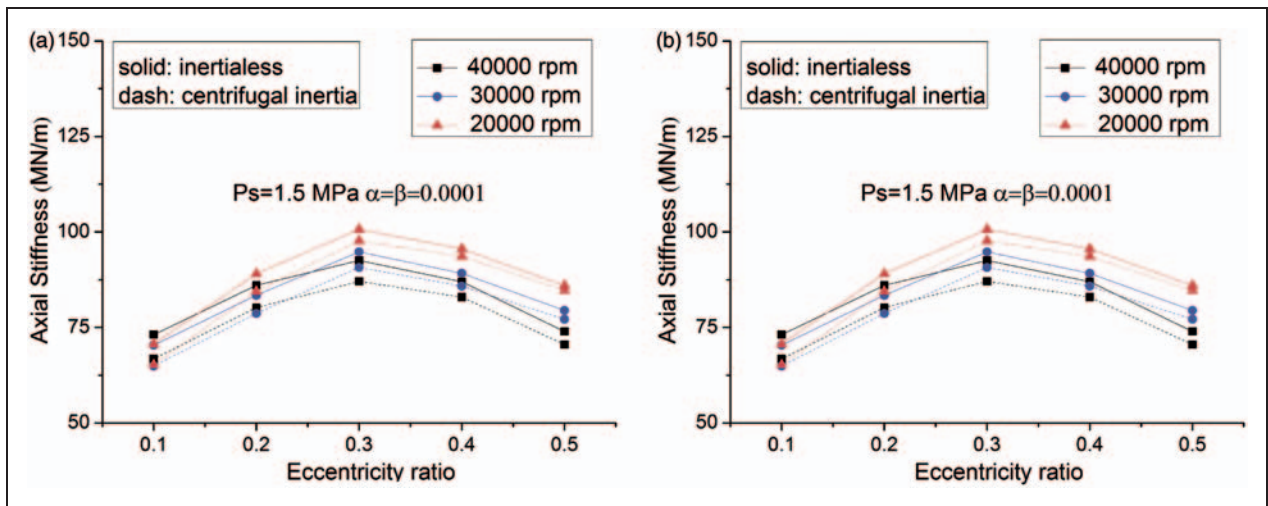 (a)
150
125
100
75
50
Axial Stiffness (MN/m)
solid: inertialess
dash: centrifugal inertia
40000 rpm
30000 rpm
20000 rpm
Ps=1.5 MPa α=β=0.0001
0.1 0.2 0.3 0.4 0.5
Eccentricity ratio
(b)
150
125
100
75
50
Axial Stiffness (MN/m)
solid: inertialess
dash: centrifugal inertia
40000 rpm
30000 rpm
20000 rpm
Ps=1.5 MPa α=β=0.0001
0.1 0.2 0.3 0.4 0.5
Eccentricity ratio